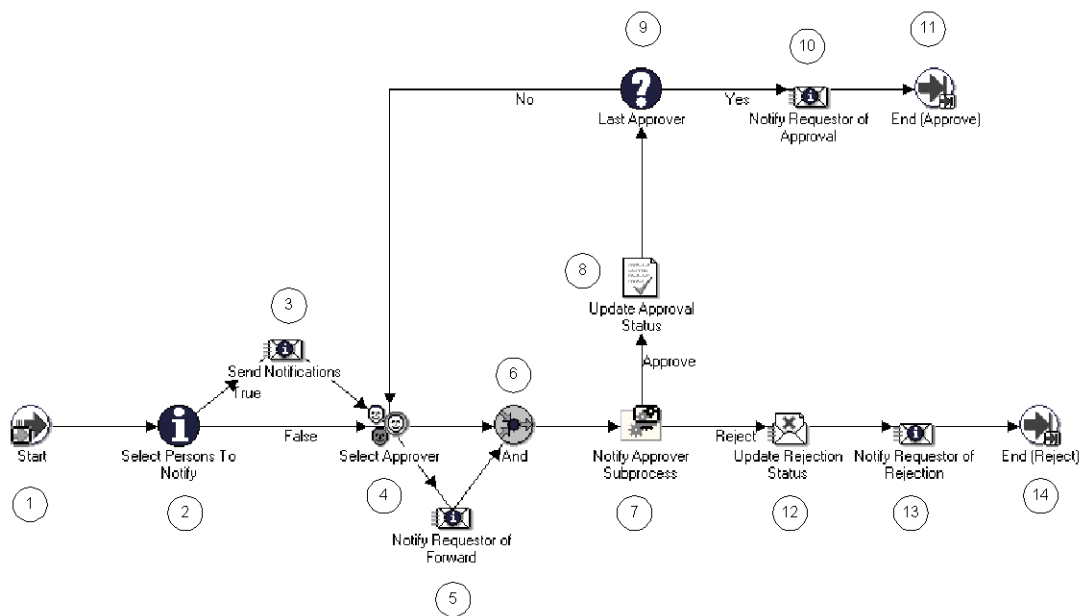 9
10
11
No
Yes
Last Approver
Notify Requestor of
Approval
End (Approve)
8
Update Approval
Status
3
Send Notifications
True
Approve
6
Start
False
Reject
Select Persons To
Notify
Select Approver
And
Notify Approver
Subprocess
Update Rejection
Status
Notify Requestor of
Rejection
End (Reject)
1
2
4
7
12
13
14
Notify Requestor of
Forward
5